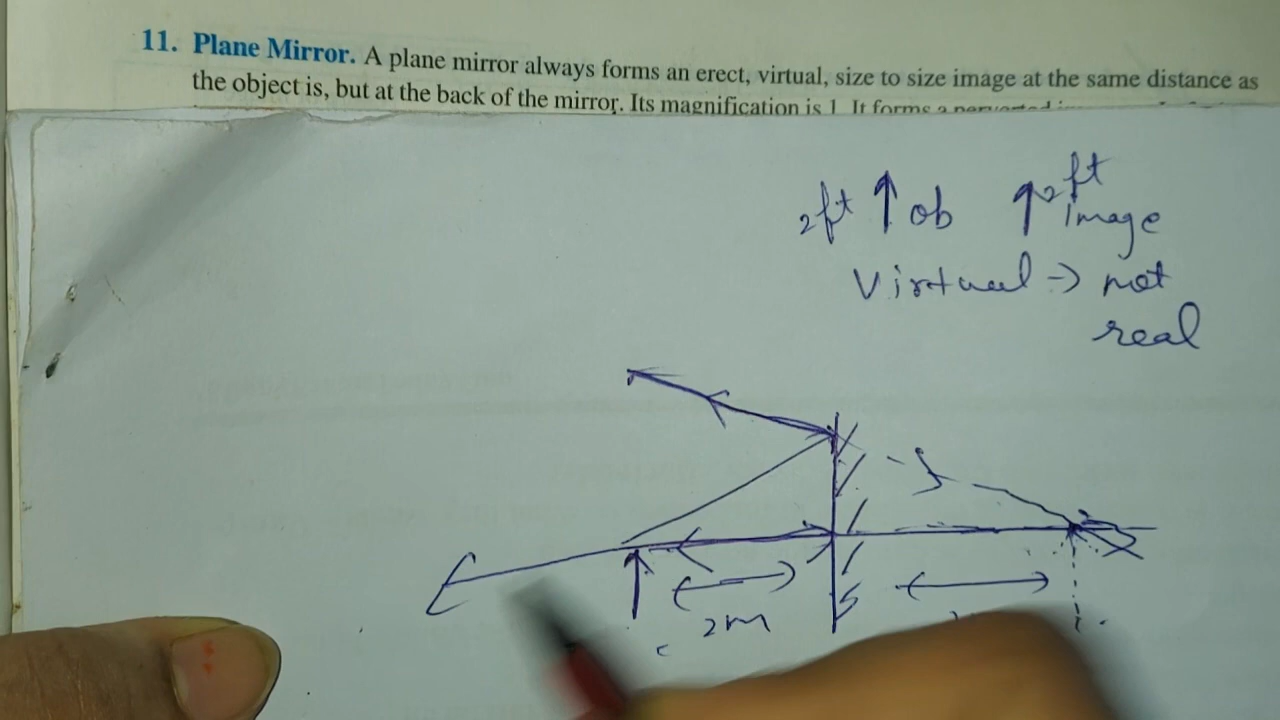 11. Plane Mirror. A plane mirror always forms an erect, virtual, size to size image at the same distance as
the object is, but at the back of the mirror. Its magnification is 1. It forms a
2ft ob 2ft
Image
Virtual -> not
real
2m